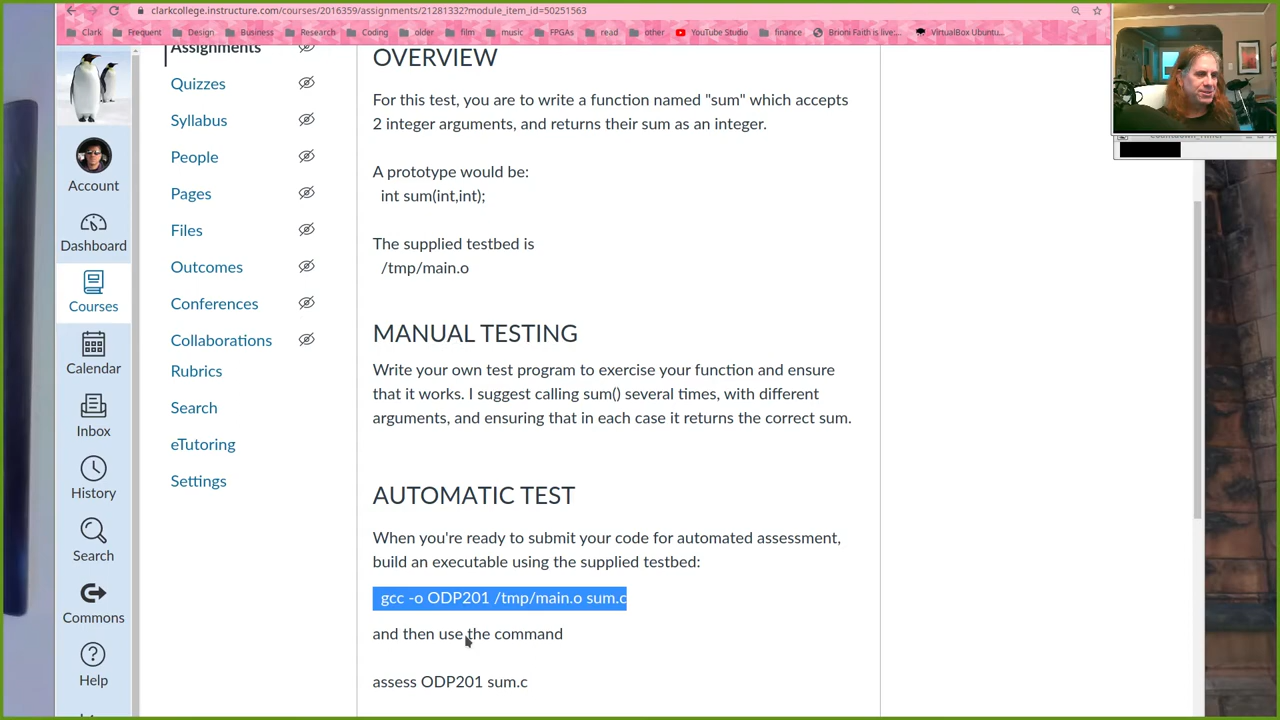 clarkcollege.instructure.com/courses/2016359/assignments/21281332?module_item_id=50251563
Clark
Frequent
Design
Business
Research
Coding
older
film
music
FPGAs
read
other
YouTube Studio
finance
Brioni Faith is live:...
VirtualBox Ubuntu...
Account
Dashboard
Courses
Calendar
Inbox
History
Search
Commons
Help
Assignments
Quizzes
Syllabus
People
Pages
Files
Outcomes
Conferences
Collaborations
Rubrics
Search
eTutoring
Settings
OVERVIEW
For this test, you are to write a function named "sum" which accepts
2 integer arguments, and returns their sum as an integer.
A prototype would be:
int sum(int,int);
The supplied testbed is
/tmp/main.o
MANUAL TESTING
Write your own test program to exercise your function and ensure
that it works. I suggest calling sum() several times, with different
arguments, and ensuring that in each case it returns the correct sum.
AUTOMATIC TEST
When you're ready to submit your code for automated assessment,
build an executable using the supplied testbed:
gcc -o ODP201 /tmp/main.o sum.c
and then use the command
assess ODP201 sum.c